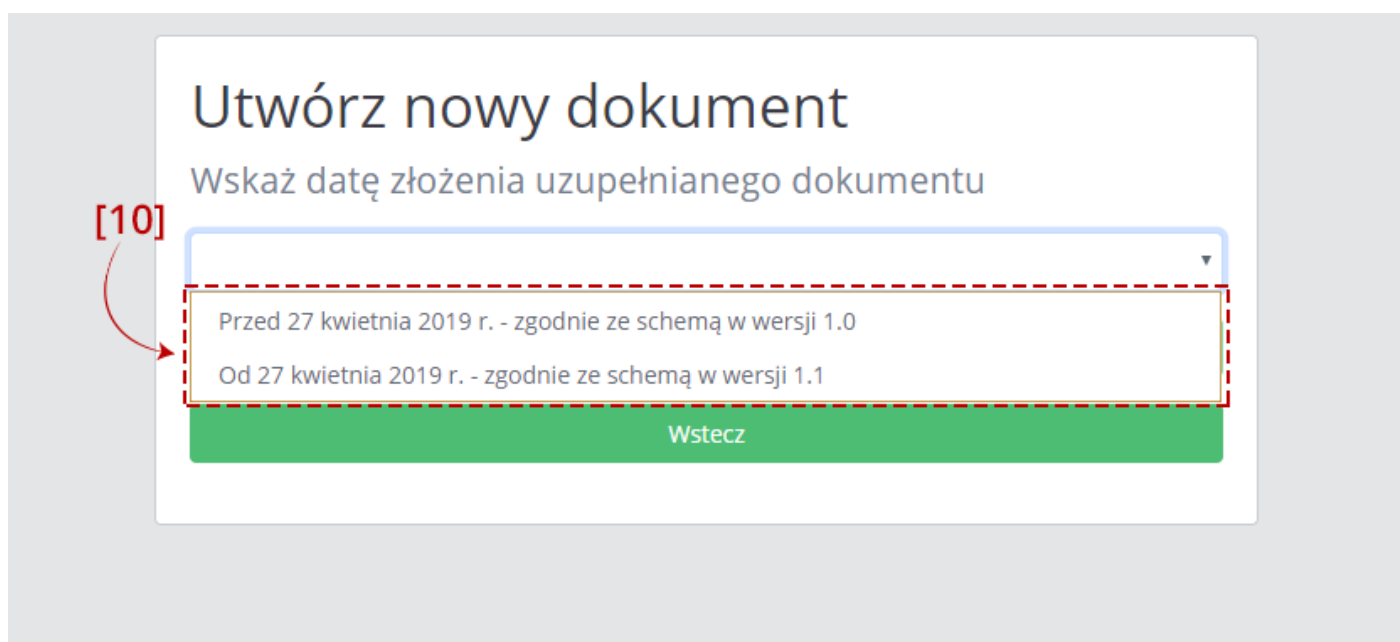 Utwórz nowy dokument
Wskaż datę złożenia uzupełnianego dokumentu
[10]
Przed 27 kwietnia 2019 r. - zgodnie ze schemą w wersji 1.0
Od 27 kwietnia 2019 r. - zgodnie ze schemą w wersji 1.1
Wstecz